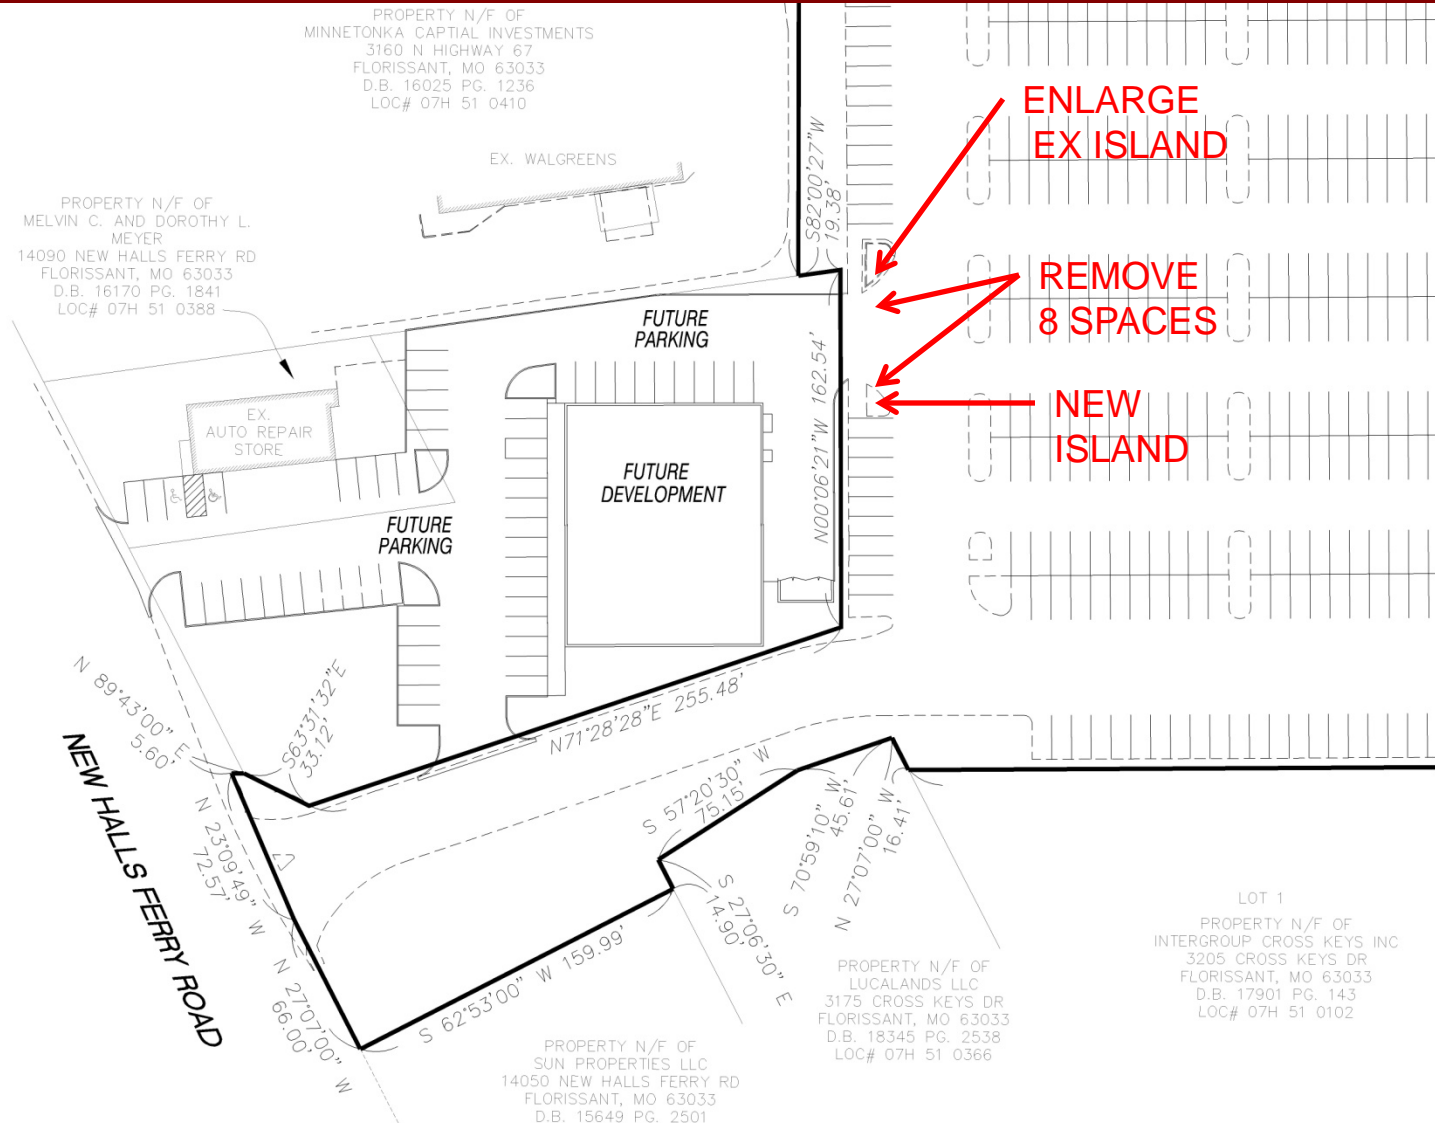 PROPERTY N/F OF
MINNETONKA CAPTIAL INVESTMENTS
3160 N HIGHWAY 67
FLORISSANT, MO 63033
D.B. 16025 PG. 1236
LOC# 07H 51 0410
ENLARGE
EX ISLAND
S82°00'27"W
19.38'
EX. WALGREENS
PROPERTY N/F OF
MELVIN C. AND DOROTHY L.
MEYER
14090 NEW HALLS FERRY RD
FLORISSANT, MO 63033
D.B. 16170 PG. 1841
LOC# 07H 51 0388
REMOVE
8 SPACES
FUTURE
PARKING
N00°06'21"W 162.54'
NEW
ISLAND
EX.
AUTO REPAIR
STORE
FUTURE
DEVELOPMENT
FUTURE
PARKING
N 89°43'00" E
5.60'
S63°31'32"E
33.12'
N71°28'28"E 255.48'
NEW HALLS FERRY ROAD
N 23°09'49" W
72.57'
S 57°20'30" W
75.15'
S 70°59'10" W
45.61'
N 27°07'00" W
16.41'
S 27°06'30" E
14.90'
S 62°53'00" W 159.99'
N 27°07'00" W
66.00'
LOT 1
PROPERTY N/F OF
INTERGROUP CROSS KEYS INC
3205 CROSS KEYS DR
FLORISSANT, MO 63033
D.B. 17901 PG. 143
LOC# 07H 51 0102
PROPERTY N/F OF
LUCALANDS LLC
3175 CROSS KEYS DR
FLORISSANT, MO 63033
D.B. 18345 PG. 2538
LOC# 07H 51 0366
PROPERTY N/F OF
SUN PROPERTIES LLC
14050 NEW HALLS FERRY RD
FLORISSANT, MO 63033
D.B. 15649 PG. 2501